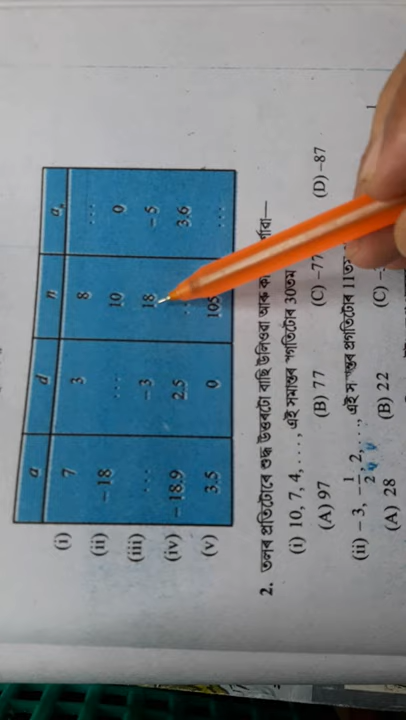 a d n aₙ
(i) 7 3 8 ...
(ii) – 18 ... 10 0
(iii) ... – 3 18 – 5
(iv) – 18.9 2.5 ... 3.6
(v) 3.5 0 105 ...
2. তলৰ প্ৰতিটোৰে শুদ্ধ উত্তৰটো বাছি উলিওৱা আৰু
(i) 10, 7, 4, . . . , এই সমান্তৰ প্ৰগতিটোৰ 30তম
(A) 97 (B) 77 (C) –77 (D) –87
(ii) – 3, –1/2, 2, . . . , এই প্ৰগতিটোৰ 11তম
(A) 28 (B) 22 (C) –